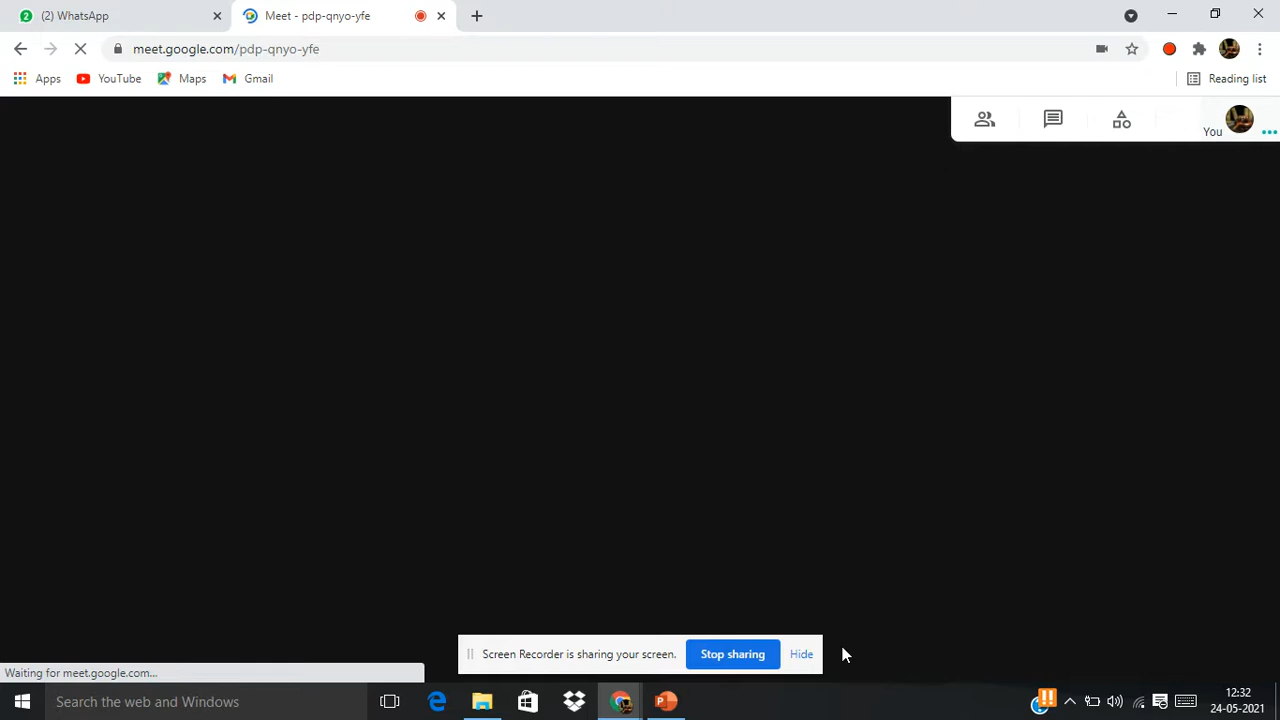 (2) WhatsApp
Meet - pdp-qnyo-yfe
meet.google.com/pdp-qnyo-yfe
Apps
YouTube
Maps
Gmail
Reading list
You
Screen Recorder is sharing your screen.
Stop sharing
Hide
Waiting for meet.google.com...
Search the web and Windows
12:32
24-05-2021